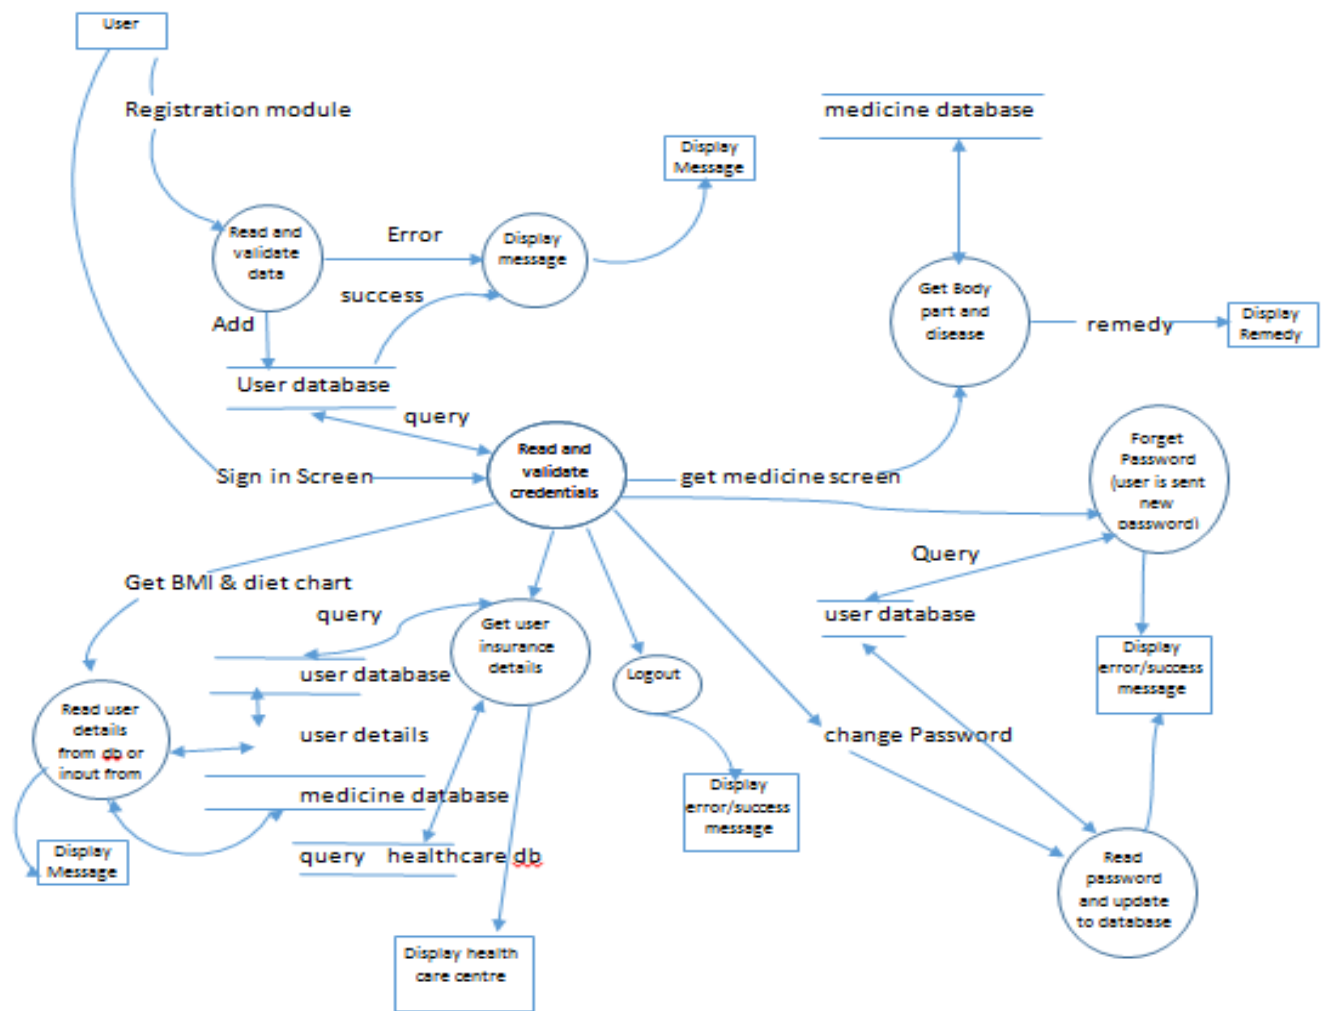 User
Registration module
medicine database
Display
Message
Read and
validate
data
Error
Display
message
success
Add
Get Body
part and
disease
remedy
Display
Remedy
User database
query
Sign in Screen
Read and
validate
credentials
get medicine screen
Forget
Password
(user is sent
new
password)
Query
user database
Get BMI & diet chart
query
Get user
insurance
details
user database
Logout
Display
error/success
message
Read user
details
from db or
inout from
user details
change Password
medicine database
Display
error/success
message
Display
Message
query healthcare db
Read
password
and update
to database
Display health
care centre